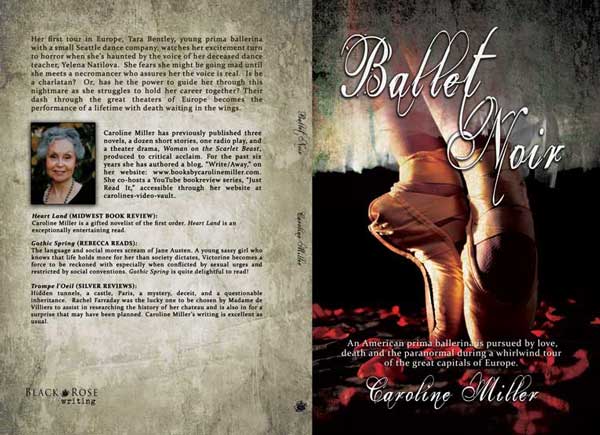 Her first tour in Europe, Tara Bentley, young prima ballerina
with a small Seattle dance company, watches her excitement turn
to horror when she's haunted by the voice of her deceased dance
teacher, Yelena Natilova. She fears she might be going mad until
she meets a necromancer who assures her the voice is real. Is he
a charlatan? Or, has he the power to guide her through this
nightmare as she struggles to hold her career together? Their
dash through the great theaters of Europe becomes the
performance of a lifetime with death waiting in the wings.
Caroline Miller has previously published three
novels, a dozen short stories, one radio play, and
a theater drama, Woman on the Scarlet Beast,
produced to critical acclaim. For the past six
years she has authored a blog, "Write/Away," on
her website: www.booksbycarolinemiller.com.
She co-hosts a YouTube bookreview series, "Just
Read It," accessible through her website at
carolines-video-vault.
Heart Land (MIDWEST BOOK REVIEW):
Caroline Miller is a gifted novelist of the first order. Heart Land is an
exceptionally entertaining read.
Gothic Spring (REBECCA READS):
The language and social mores scream of Jane Austen. A young sassy girl who
knows that life holds more for her than society dictates, Victorine becomes a
force to be reckoned with especially when conflicted by sexual urges and
restricted by social conventions. Gothic Spring is quite delightful to read!
Trompe l'Oeil (SILVER REVIEWS):
Hidden tunnels, a castle, Paris, a mystery, deceit, and a questionable
inheritance. Rachel Farraday was the lucky one to be chosen by Madame de
Villiers to assist in researching the history of her chateau and is also in for a
surprise that may have been planned. Caroline Miller's writing is excellent as
usual.
BLACK ROSE
writing
Ballet Noir
Caroline Miller
Ballet
Noir
An American prima ballerina is pursued by love,
death and the paranormal during a whirlwind tour
of the great capitals of Europe.
Caroline Miller